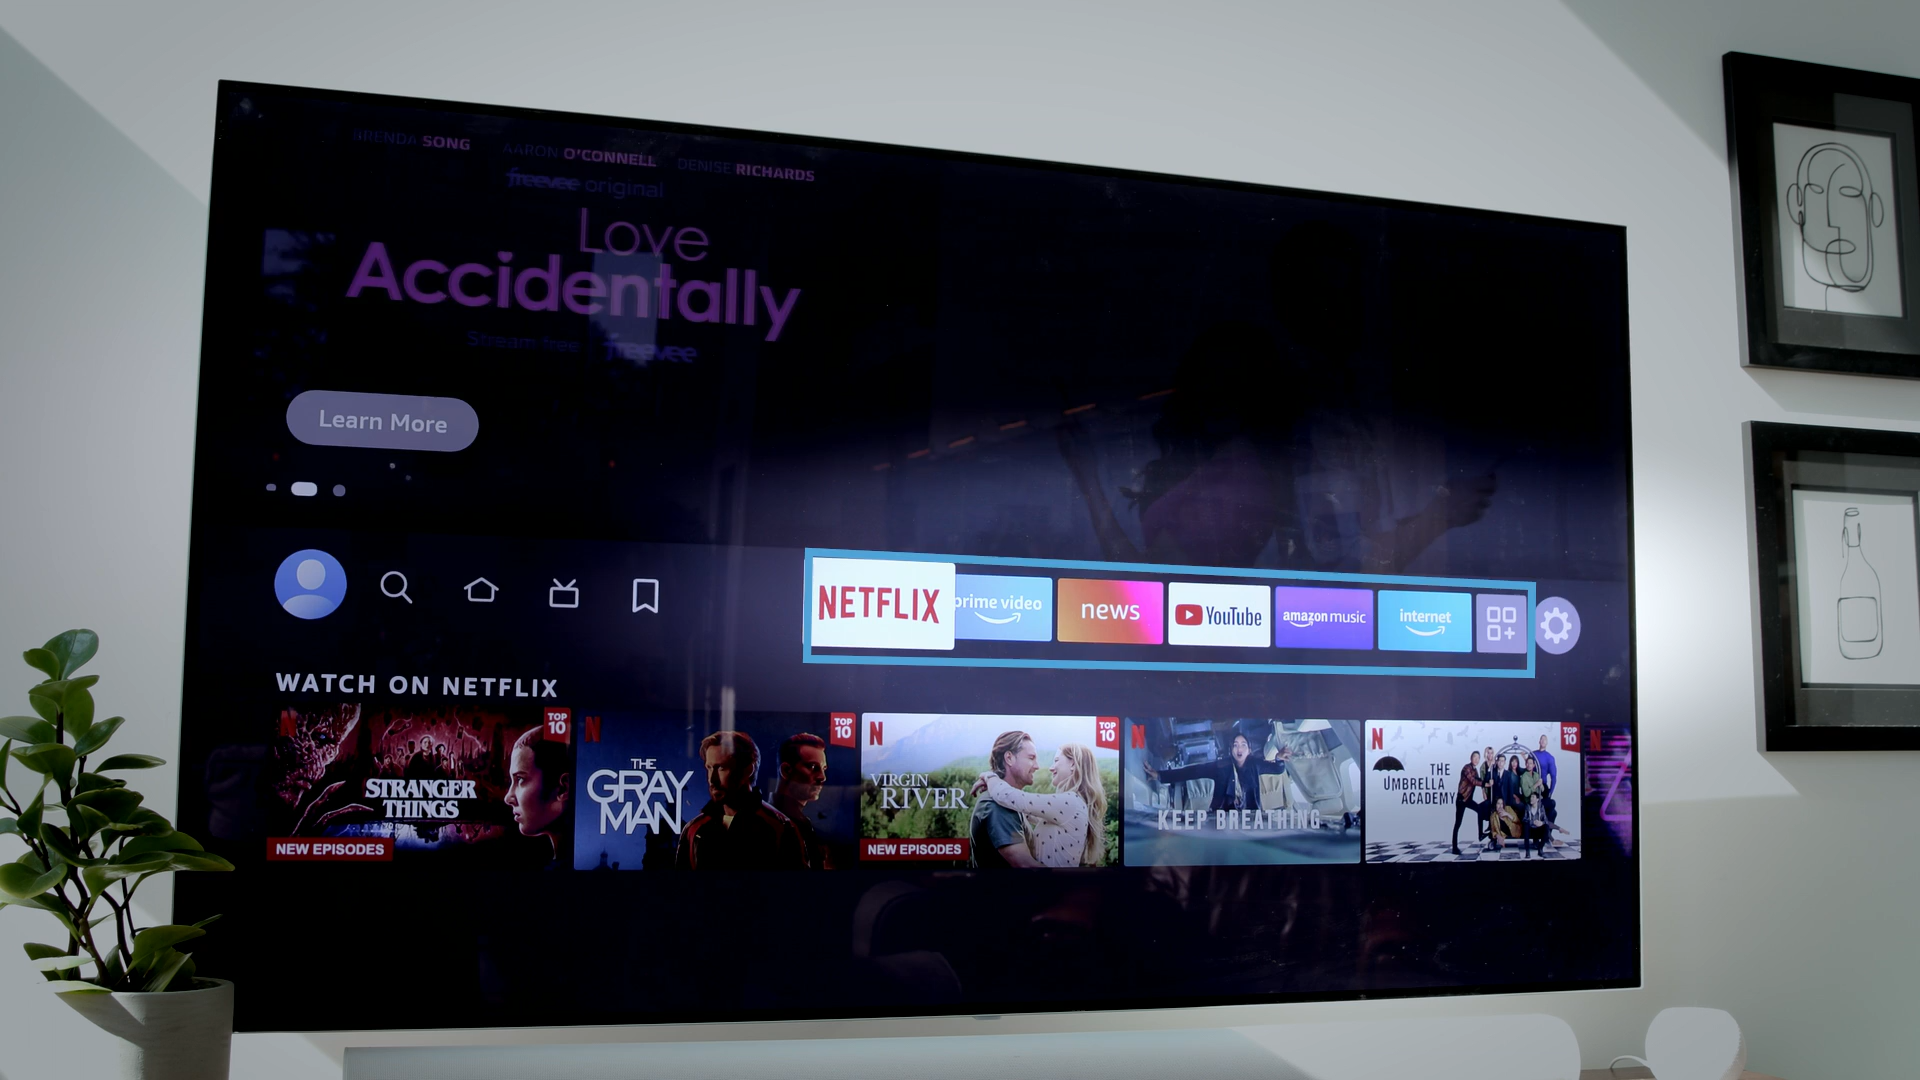 BRENDA SONG AARON O'CONNELL DENISE RICHARDS
freevee original
Love
Accidentally
Stream free freevee
Learn More
NETFLIX prime video news YouTube amazon music internet
WATCH ON NETFLIX
N TOP 10 N TOP 10 N TOP 10 N N TOP 10 N
STRANGER THINGS
THE GRAY MAN
VIRGIN RIVER
KEEP BREATHING
THE UMBRELLA ACADEMY
NEW EPISODES NEW EPISODES